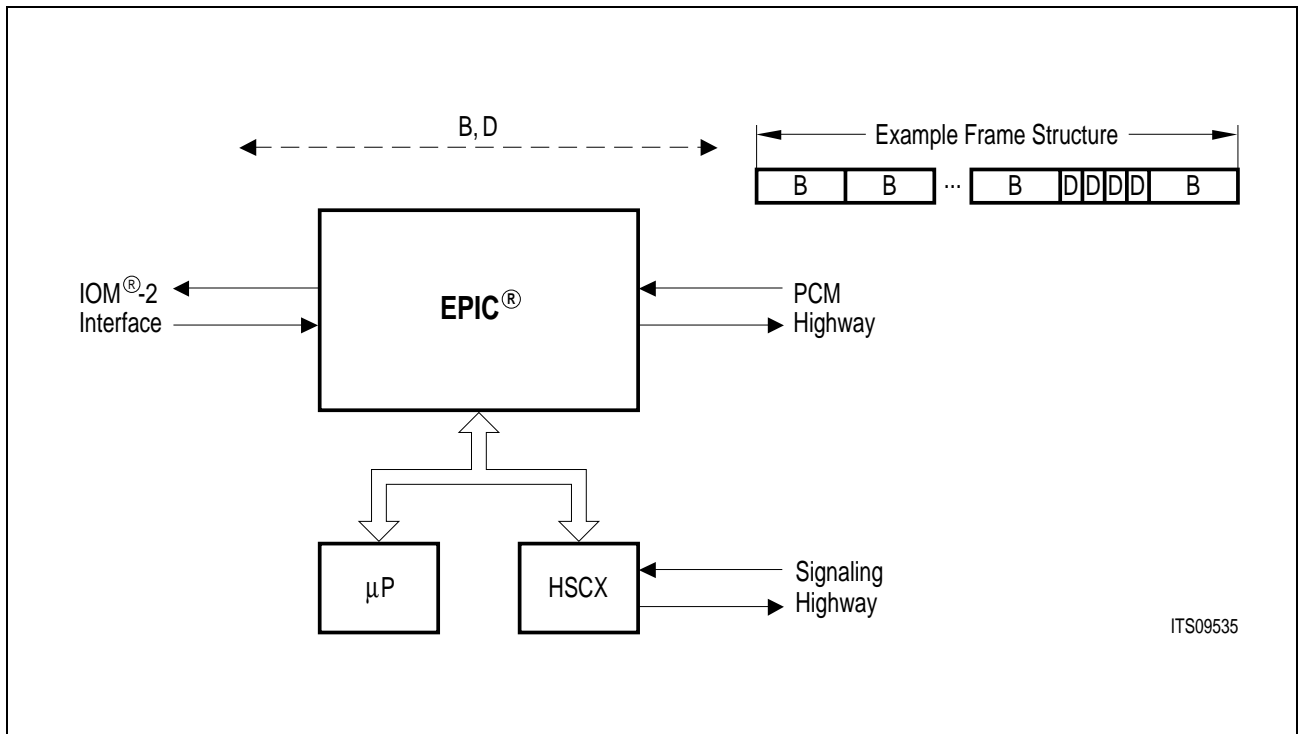 B, D
Example Frame Structure
B B ... B D D D D B
IOM®-2
Interface
EPIC®
PCM
Highway
μP
HSCX
Signaling
Highway
ITS09535